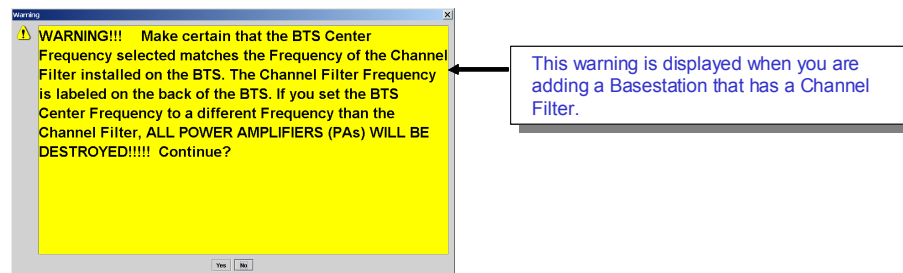 Warning
WARNING!!! Make certain that the BTS Center
Frequency selected matches the Frequency of the Channel
Filter installed on the BTS. The Channel Filter Frequency
is labeled on the back of the BTS. If you set the BTS
Center Frequency to a different Frequency than the
Channel Filter, ALL POWER AMPLIFIERS (PAs) WILL BE
DESTROYED!!!!! Continue?
Yes No
This warning is displayed when you are
adding a Basestation that has a Channel
Filter.